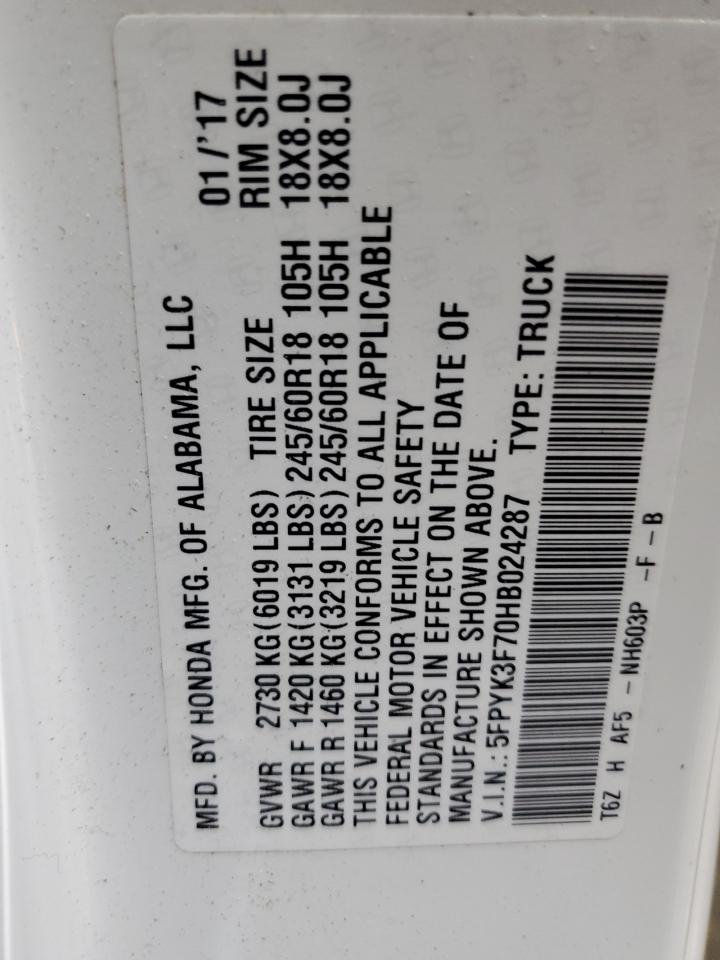 MFD. BY HONDA MFG. OF ALABAMA, LLC 01/'17
GVWR 2730 KG(6019 LBS) TIRE SIZE RIM SIZE
GAWR F 1420 KG(3131 LBS) 245/60R18 105H 18X8.0J
GAWR R 1460 KG(3219 LBS) 245/60R18 105H 18X8.0J
THIS VEHICLE CONFORMS TO ALL APPLICABLE
FEDERAL MOTOR VEHICLE SAFETY
STANDARDS IN EFFECT ON THE DATE OF
MANUFACTURE SHOWN ABOVE.
V.I.N.: 5FPYK3F70HB024287 TYPE: TRUCK
T6Z H AF5 - NH603P -F - B